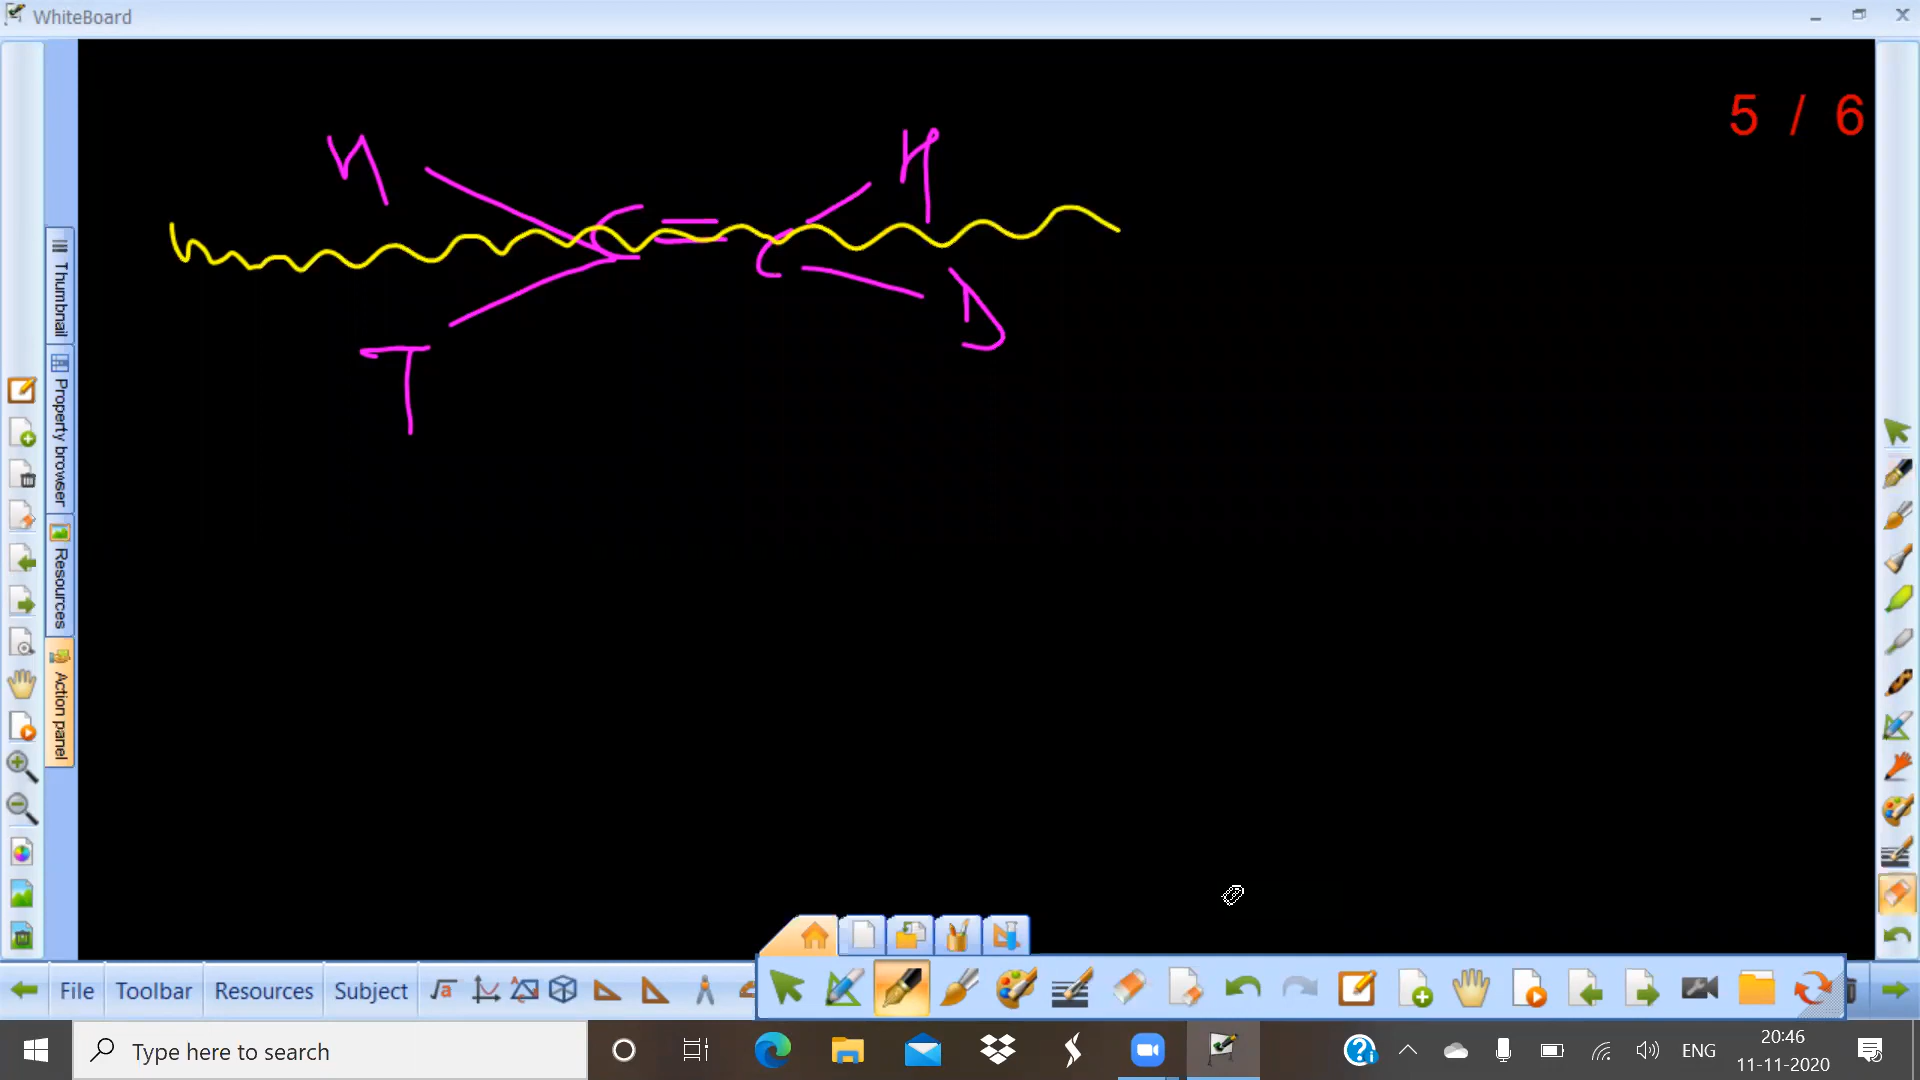 WhiteBoard
5 / 6
H H
C = C
T D
Thumbnail
Property browser
Resources
Action panel
File Toolbar Resources Subject
Type here to search
ENG
20:46
11-11-2020